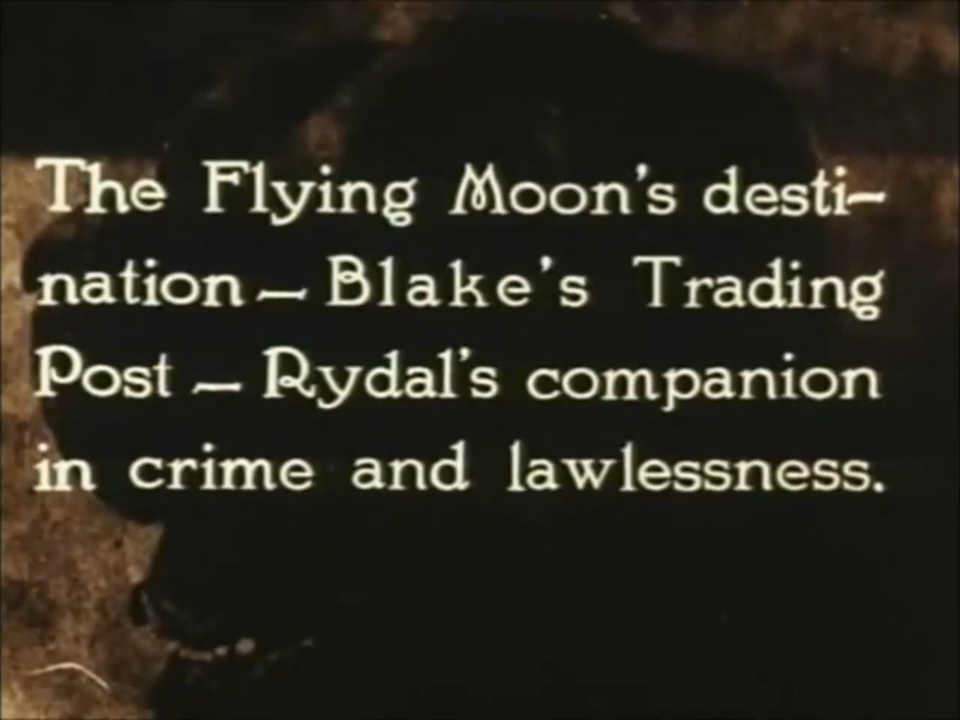 The Flying Moon's desti-
nation – Blake's Trading
Post – Rydal's companion
in crime and lawlessness.